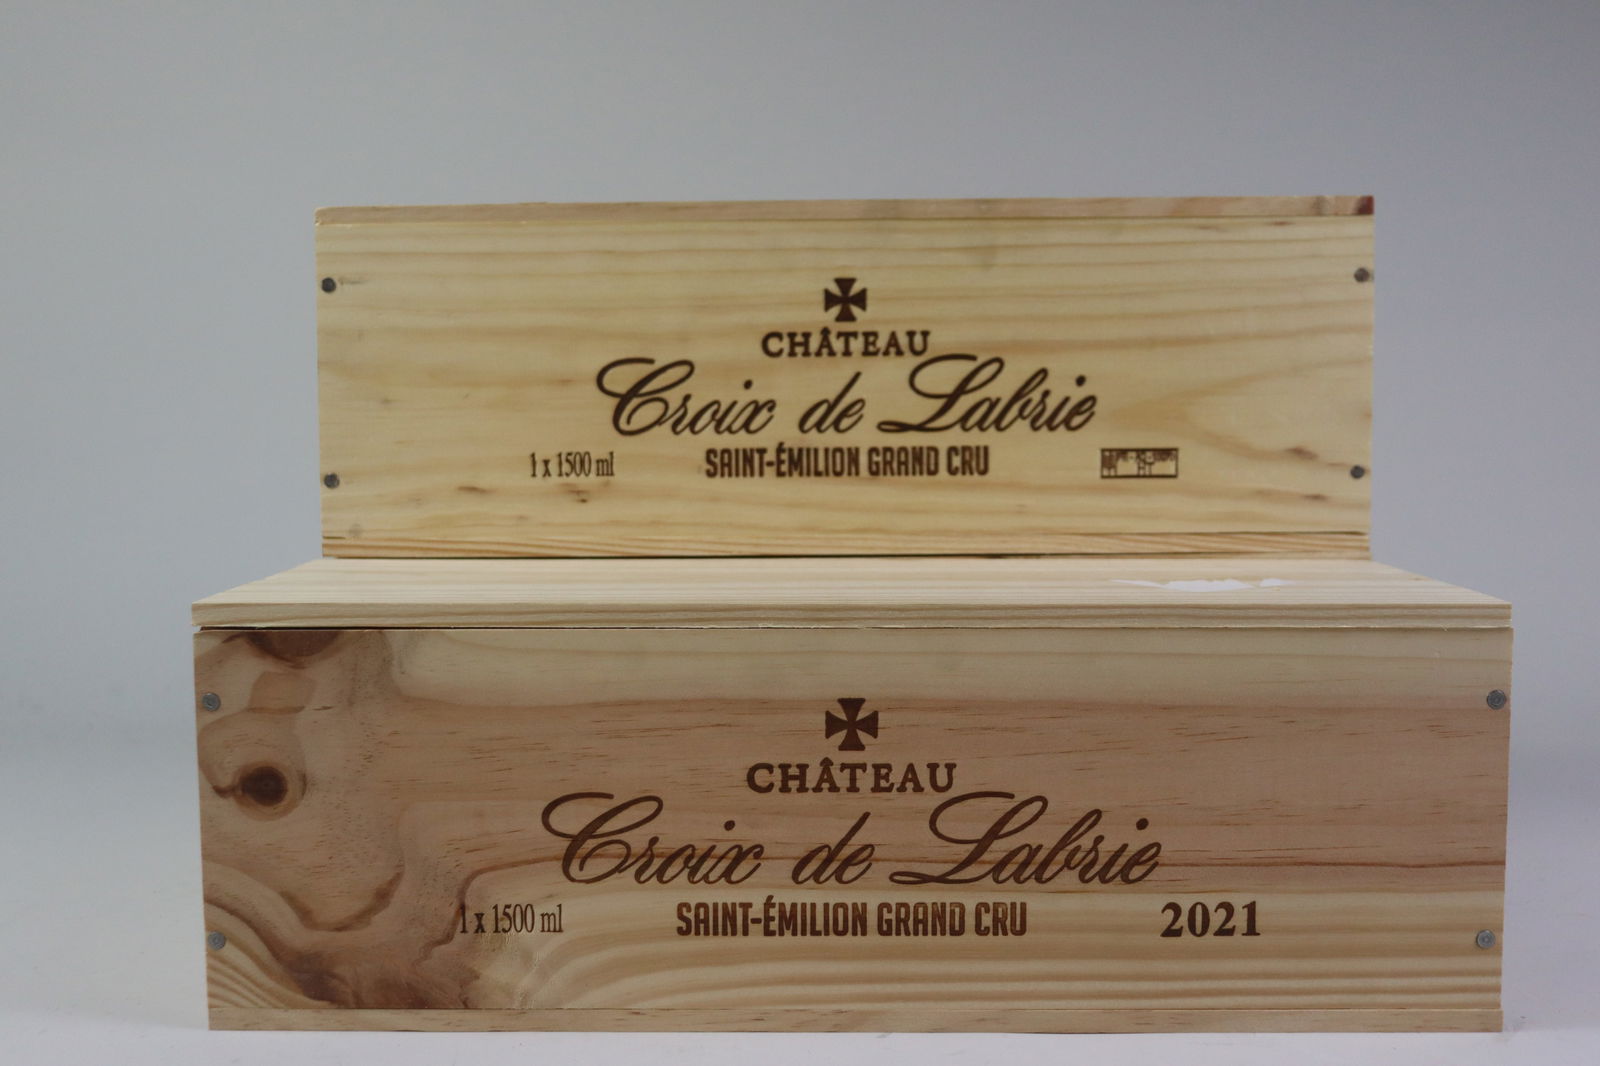 CHÂTEAU
Croix de Labrie
1 x 1500 ml SAINT-ÉMILION GRAND CRU
CHÂTEAU
Croix de Labrie
1 x 1500 ml SAINT-ÉMILION GRAND CRU 2021